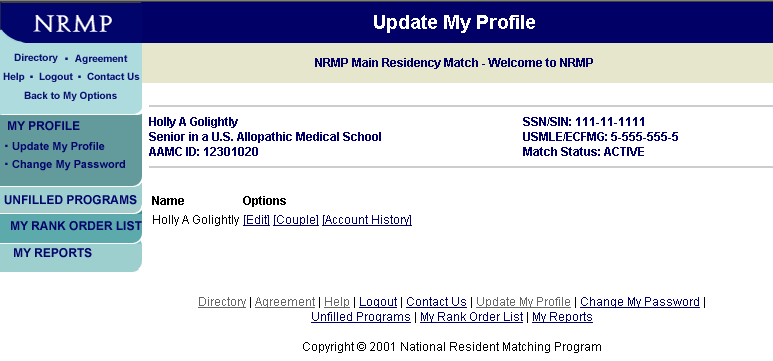 NRMP
Update My Profile
Directory • Agreement
Help • Logout • Contact Us
Back to My Options
NRMP Main Residency Match - Welcome to NRMP
MY PROFILE
• Update My Profile
• Change My Password
UNFILLED PROGRAMS
MY RANK ORDER LIST
MY REPORTS
Holly A Golightly SSN/SIN: 111-11-1111
Senior in a U.S. Allopathic Medical School USMLE/ECFMG: 5-555-555-5
AAMC ID: 12301020 Match Status: ACTIVE
Name Options
Holly A Golightly [Edit] [Couple] [Account History]
Directory | Agreement | Help | Logout | Contact Us | Update My Profile | Change My Password |
Unfilled Programs | My Rank Order List | My Reports
Copyright © 2001 National Resident Matching Program